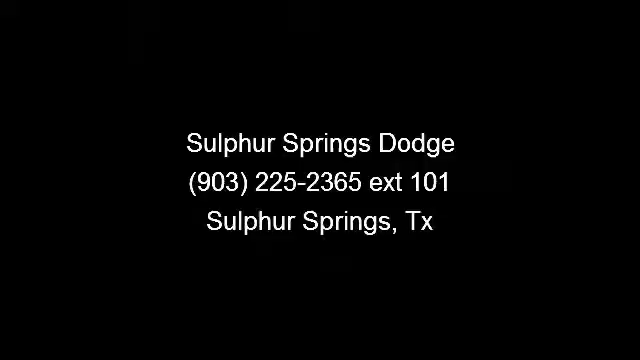 Sulphur Springs Dodge
(903) 225-2365 ext 101
Sulphur Springs, Tx